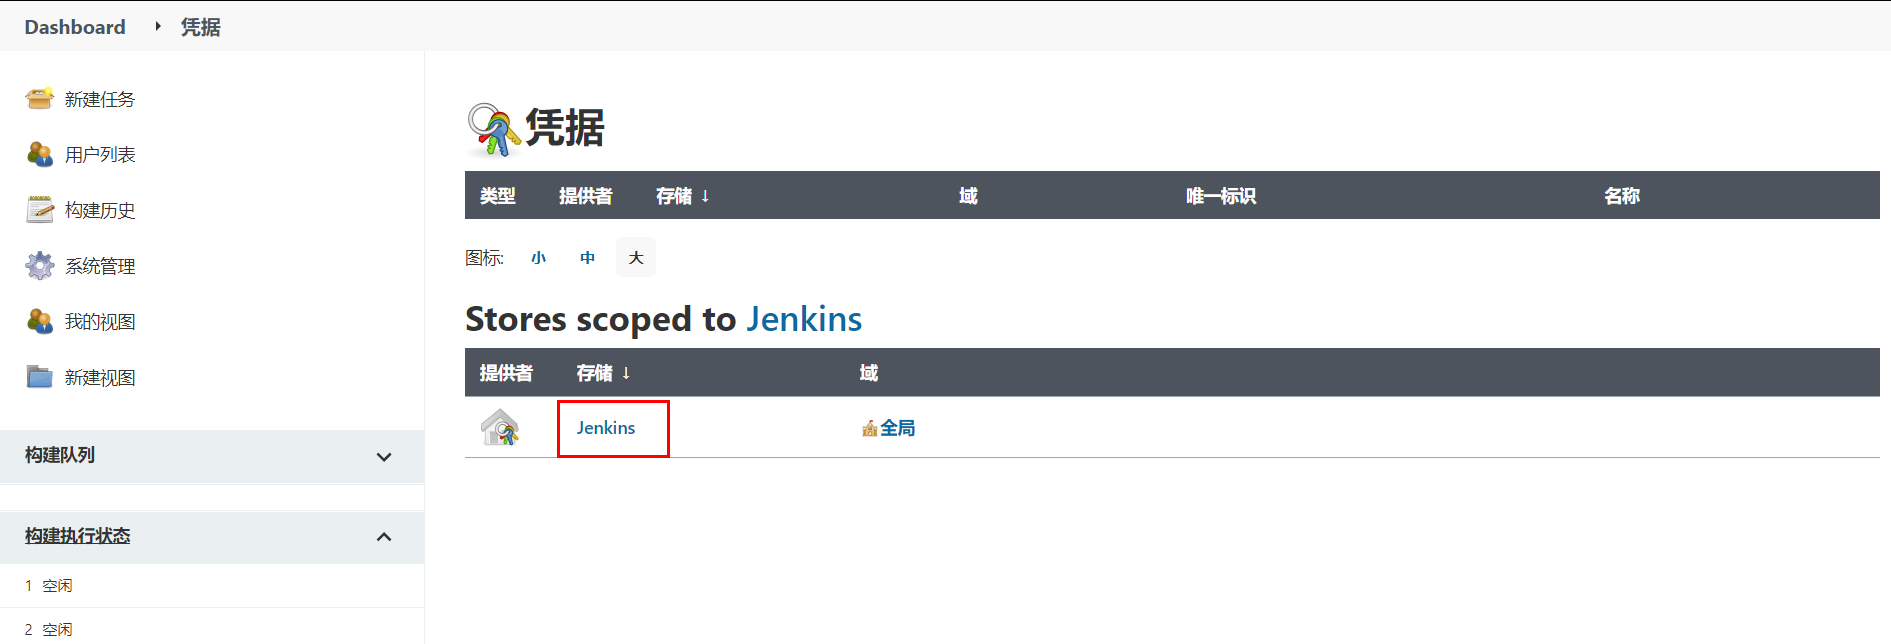 Dashboard 凭据
新建任务
用户列表
构建历史
系统管理
我的视图
新建视图
构建队列
构建执行状态
1 空闲
2 空闲
凭据
类型 提供者 存储 ↓ 域 唯一标识 名称
图标: 小 中 大
Stores scoped to Jenkins
提供者 存储 ↓ 域
Jenkins 全局